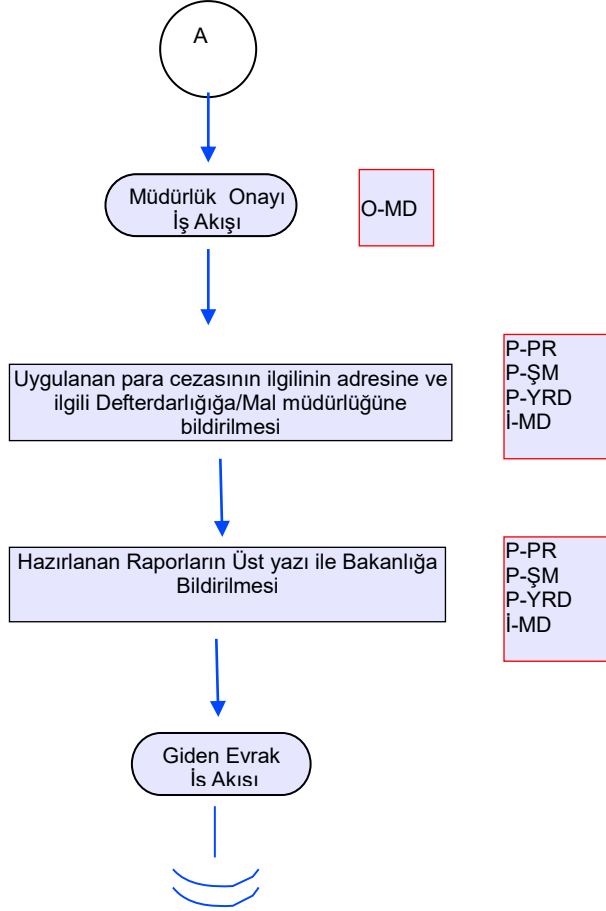 A
Müdürlük Onayı
İş Akışı
O-MD
Uygulanan para cezasının ilgilinin adresine ve
ilgili Defterdarlığığa/Mal müdürlüğüne
bildirilmesi
P-PR
P-ŞM
P-YRD
İ-MD
Hazırlanan Raporların Üst yazı ile Bakanlığa
Bildirilmesi
P-PR
P-ŞM
P-YRD
İ-MD
Giden Evrak
İş Akışı